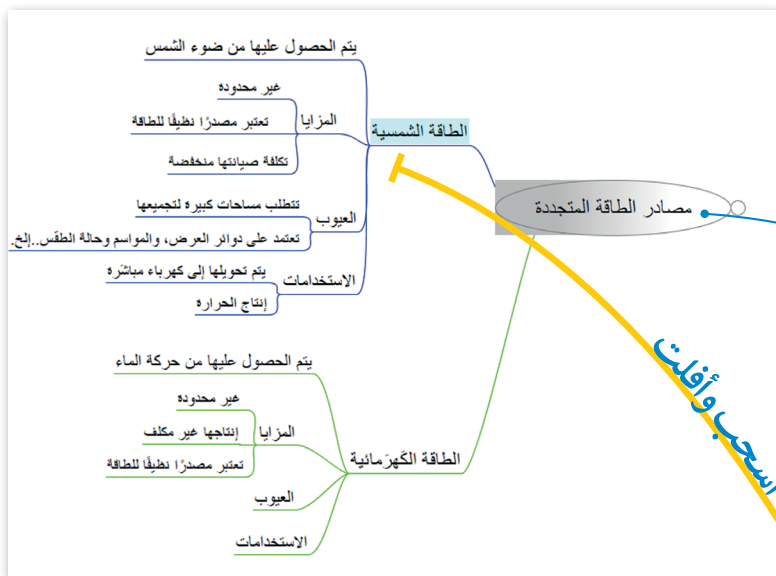 مصادر الطاقة المتجددة
الطاقة الشمسية
يتم الحصول عليها من ضوء الشمس
المزايا
غير محدودة
تعتبر مصدرًا نظيفًا للطاقة
تكلفة صيانتها منخفضة
العيوب
تتطلب مساحات كبيرة لتجميعها
تعتمد على دوائر العرض، والمواسم وحالة الطقس..إلخ.
الاستخدامات
يتم تحويلها إلى كهرباء مباشرة
إنتاج الحرارة
الطاقة الكَهرَمائية
يتم الحصول عليها من حركة الماء
المزايا
غير محدودة
إنتاجها غير مكلف
تعتبر مصدرًا نظيفًا للطاقة
العيوب
الاستخدامات
اسحب وأفلت